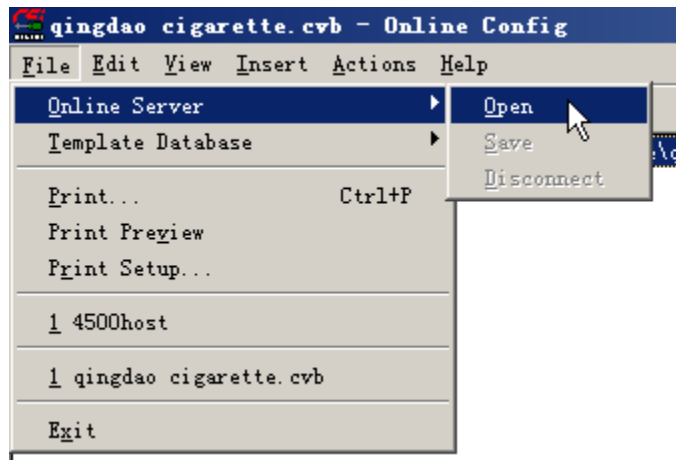 qingdao cigarette.cvb - Online Config
File Edit View Insert Actions Help
Online Server
Open
Template Database
Save
Disconnect
Print... Ctrl+P
Print Preview
Print Setup...
1 4500host
1 qingdao cigarette.cvb
Exit